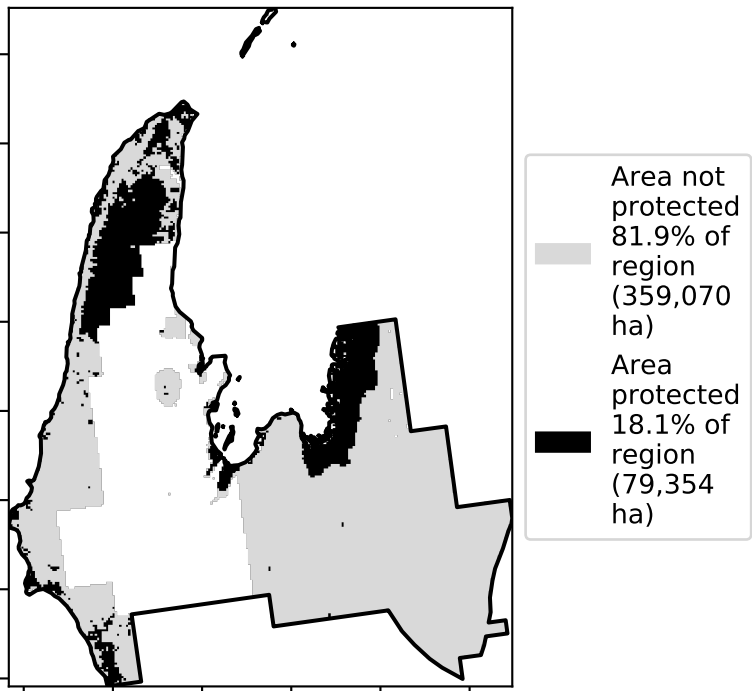 Area not
protected
81.9% of
region
(359,070
ha)
Area
protected
18.1% of
region
(79,354
ha)